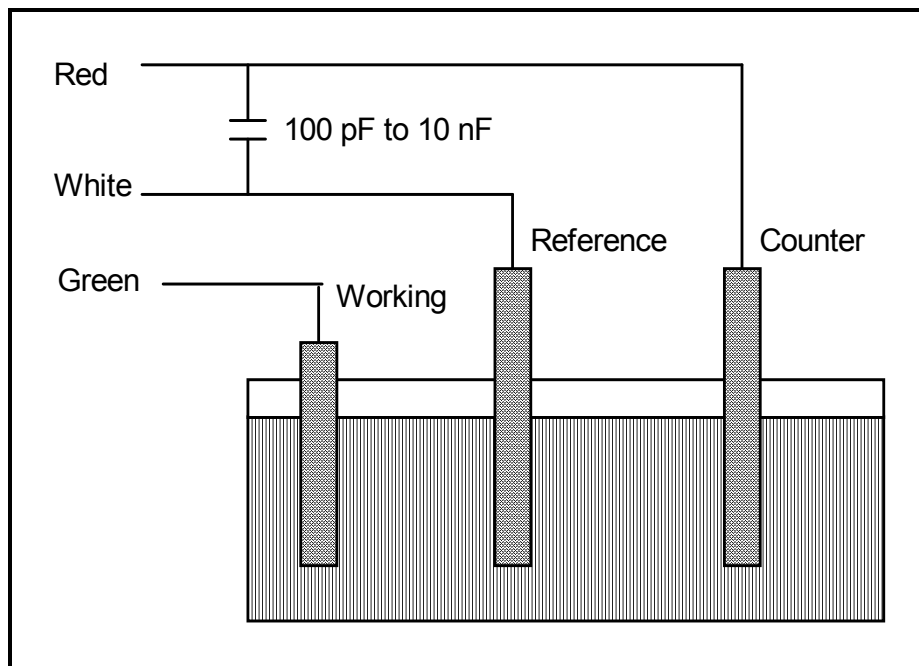 Red
100 pF to 10 nF
White
Reference
Counter
Green
Working